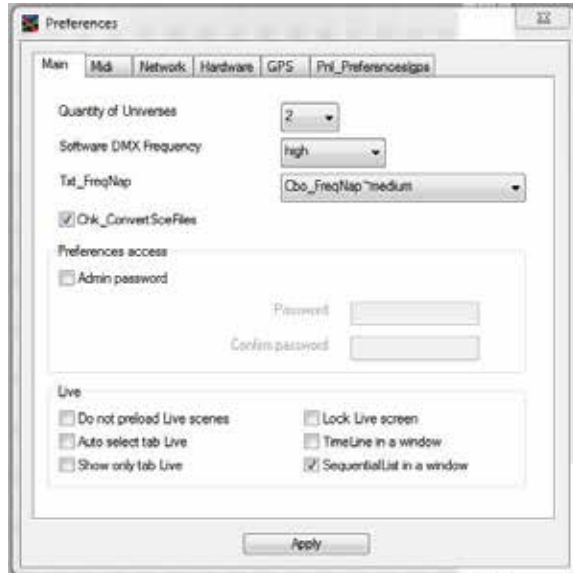 Preferences
Main Midi Network Hardware GPS Pnl_Preferences|gps
Quantity of Universes 2
Software DMX Frequency high
Txt_FreqNap Cbo_FreqNap~medium
Chk_ConvertSceFiles
Preferences access
Admin password
Password
Confirm password
Live
Do not preload Live scenes Lock Live screen
Auto select tab Live TimeLine in a window
Show only tab Live SequentialList in a window
Apply